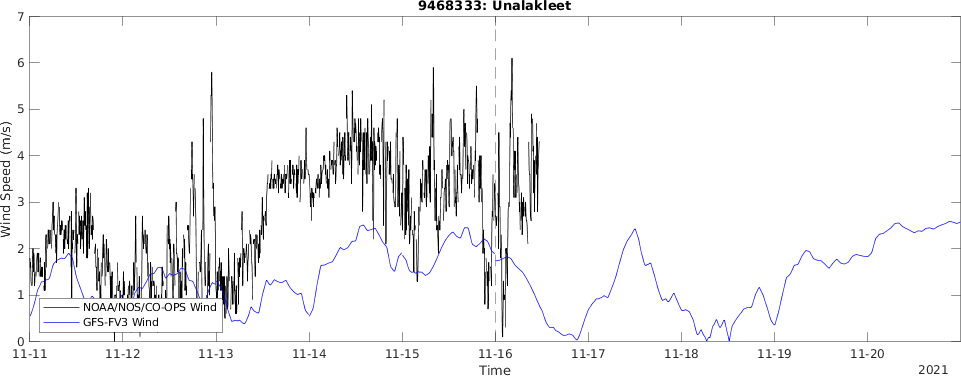 9468333: Unalakleet
7
6
5
4
3
2
1
0
Wind Speed (m/s)
NOAA/NOS/CO-OPS Wind
GFS-FV3 Wind
11-11 11-12 11-13 11-14 11-15 11-16 11-17 11-18 11-19 11-20
Time
2021